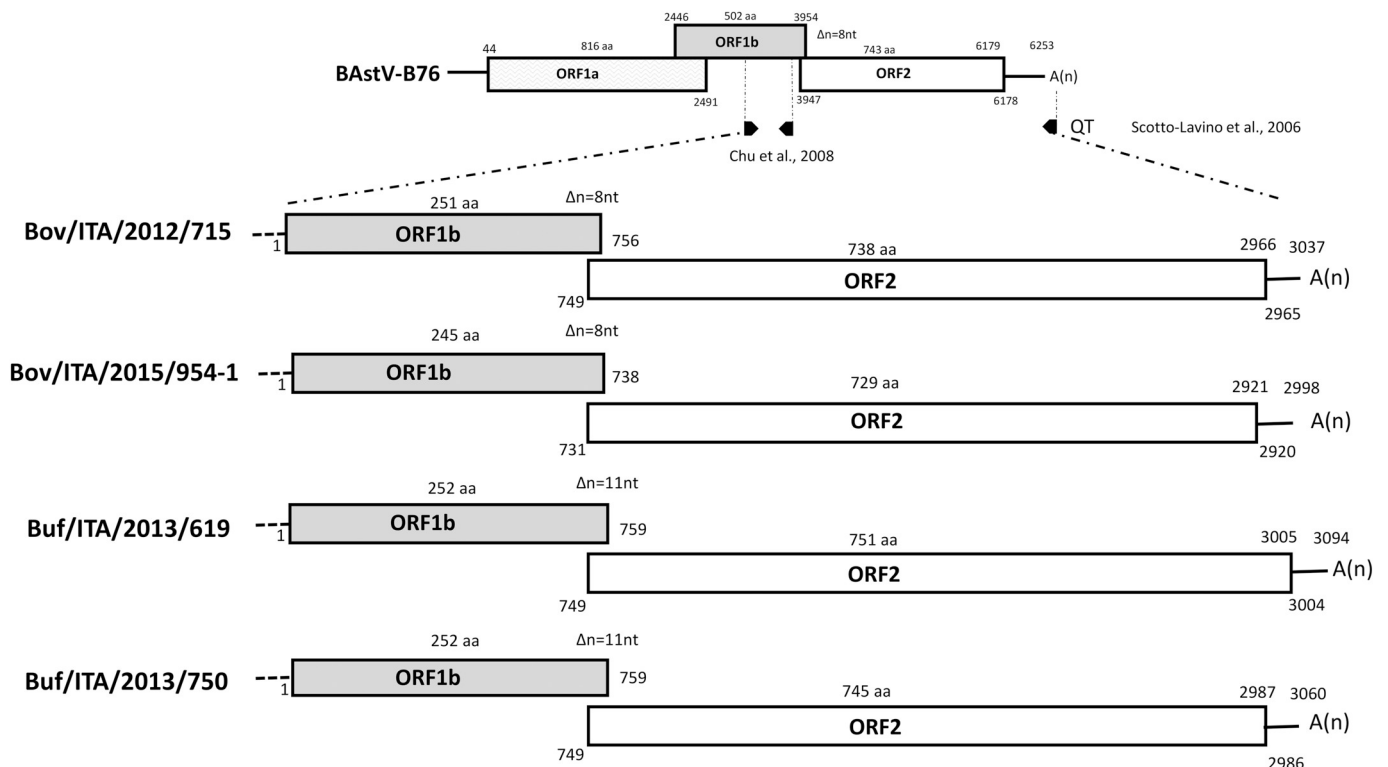 2446 502 aa 3954
44 816 aa ORF1b Δn=8nt 743 aa 6179 6253
BAstV-B76 ORF1a ORF2 A(n)
2491 3947 6178
QT Scotto-Lavino et al., 2006
Chu et al., 2008
251 aa Δn=8nt
Bov/ITA/2012/715 1 ORF1b 756 738 aa 2966 3037
ORF2 A(n)
749 2965
245 aa Δn=8nt
Bov/ITA/2015/954-1 1 ORF1b 738 729 aa 2921 2998
ORF2 A(n)
731 2920
252 aa Δn=11nt
Buf/ITA/2013/619 1 ORF1b 759 751 aa 3005 3094
ORF2 A(n)
749 3004
252 aa Δn=11nt
Buf/ITA/2013/750 1 ORF1b 759 745 aa 2987 3060
ORF2 A(n)
749 2986